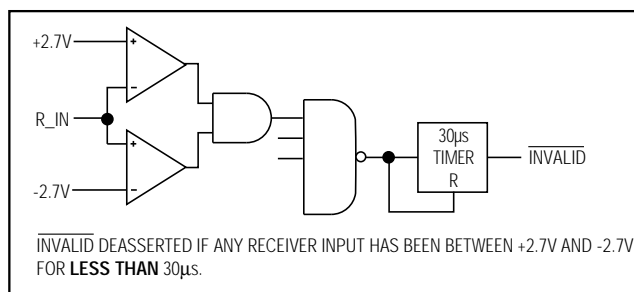 +2.7V
+
−
R_IN
+
−
-2.7V
30µs
TIMER
R
INVALID
INVALID DEASSERTED IF ANY RECEIVER INPUT HAS BEEN BETWEEN +2.7V AND -2.7V
FOR LESS THAN 30µs.